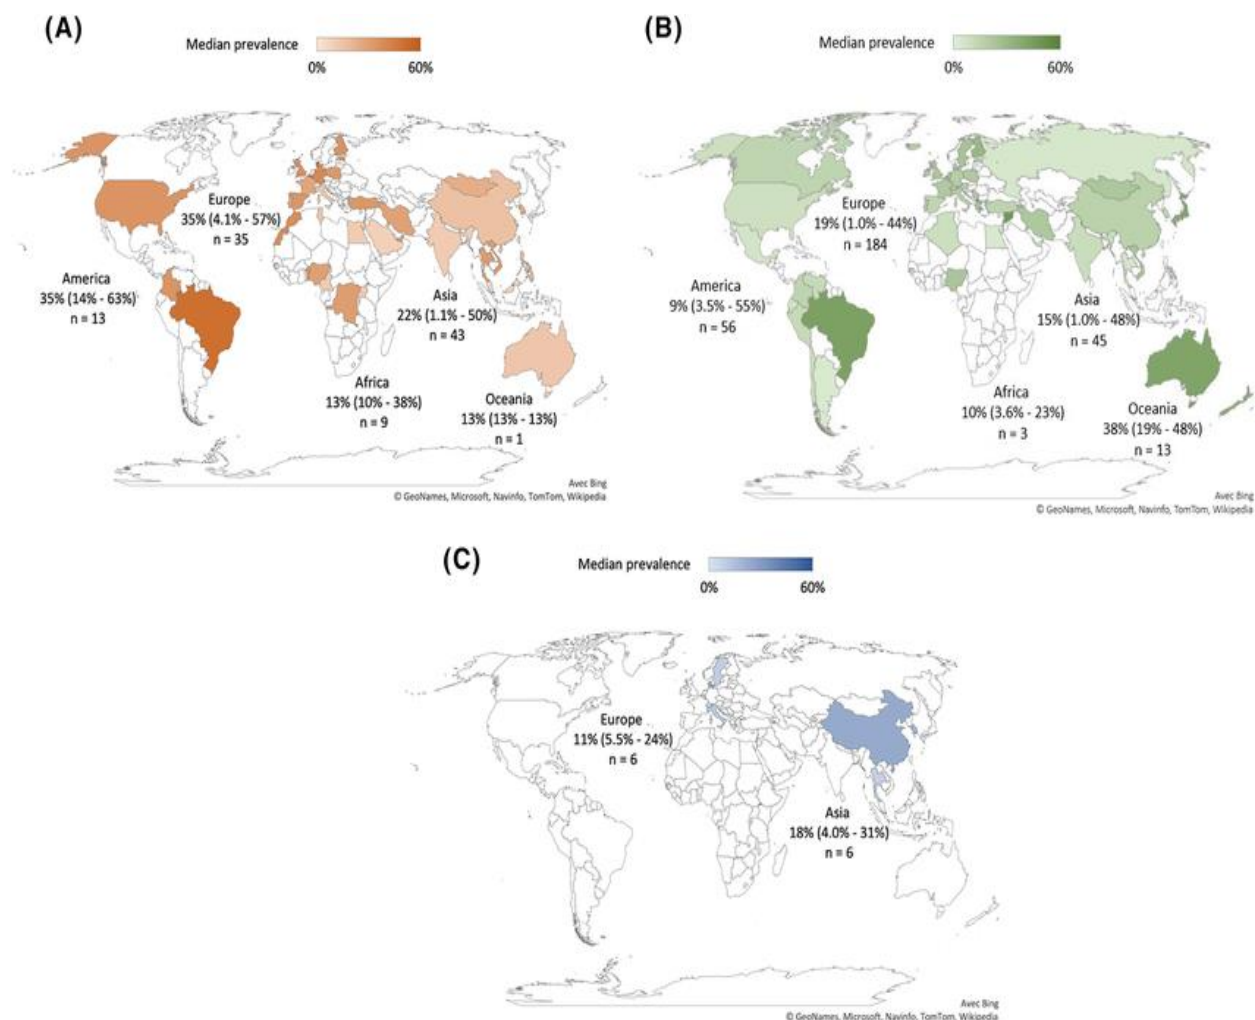 (A)
Median prevalence
0%
60%
Europe
35% (4.1% - 57%)
n = 35
America
35% (14% - 63%)
n = 13
Asia
22% (1.1% - 50%)
n = 43
Africa
13% (10% - 38%)
n = 9
Oceania
13% (13% - 13%)
n = 1
Avec Bing
© GeoNames, Microsoft, Navinfo, TomTom, Wikipedia
(B)
Median prevalence
0%
60%
Europe
19% (1.0% - 44%)
n = 184
America
9% (3.5% - 55%)
n = 56
Asia
15% (1.0% - 48%)
n = 45
Africa
10% (3.6% - 23%)
n = 3
Oceania
38% (19% - 48%)
n = 13
Avec Bing
© GeoNames, Microsoft, Navinfo, TomTom, Wikipedia
(C)
Median prevalence
0%
60%
Europe
11% (5.5% - 24%)
n = 6
Asia
18% (4.0% - 31%)
n = 6
Avec Bing
© GeoNames, Microsoft, Navinfo, TomTom, Wikipedia